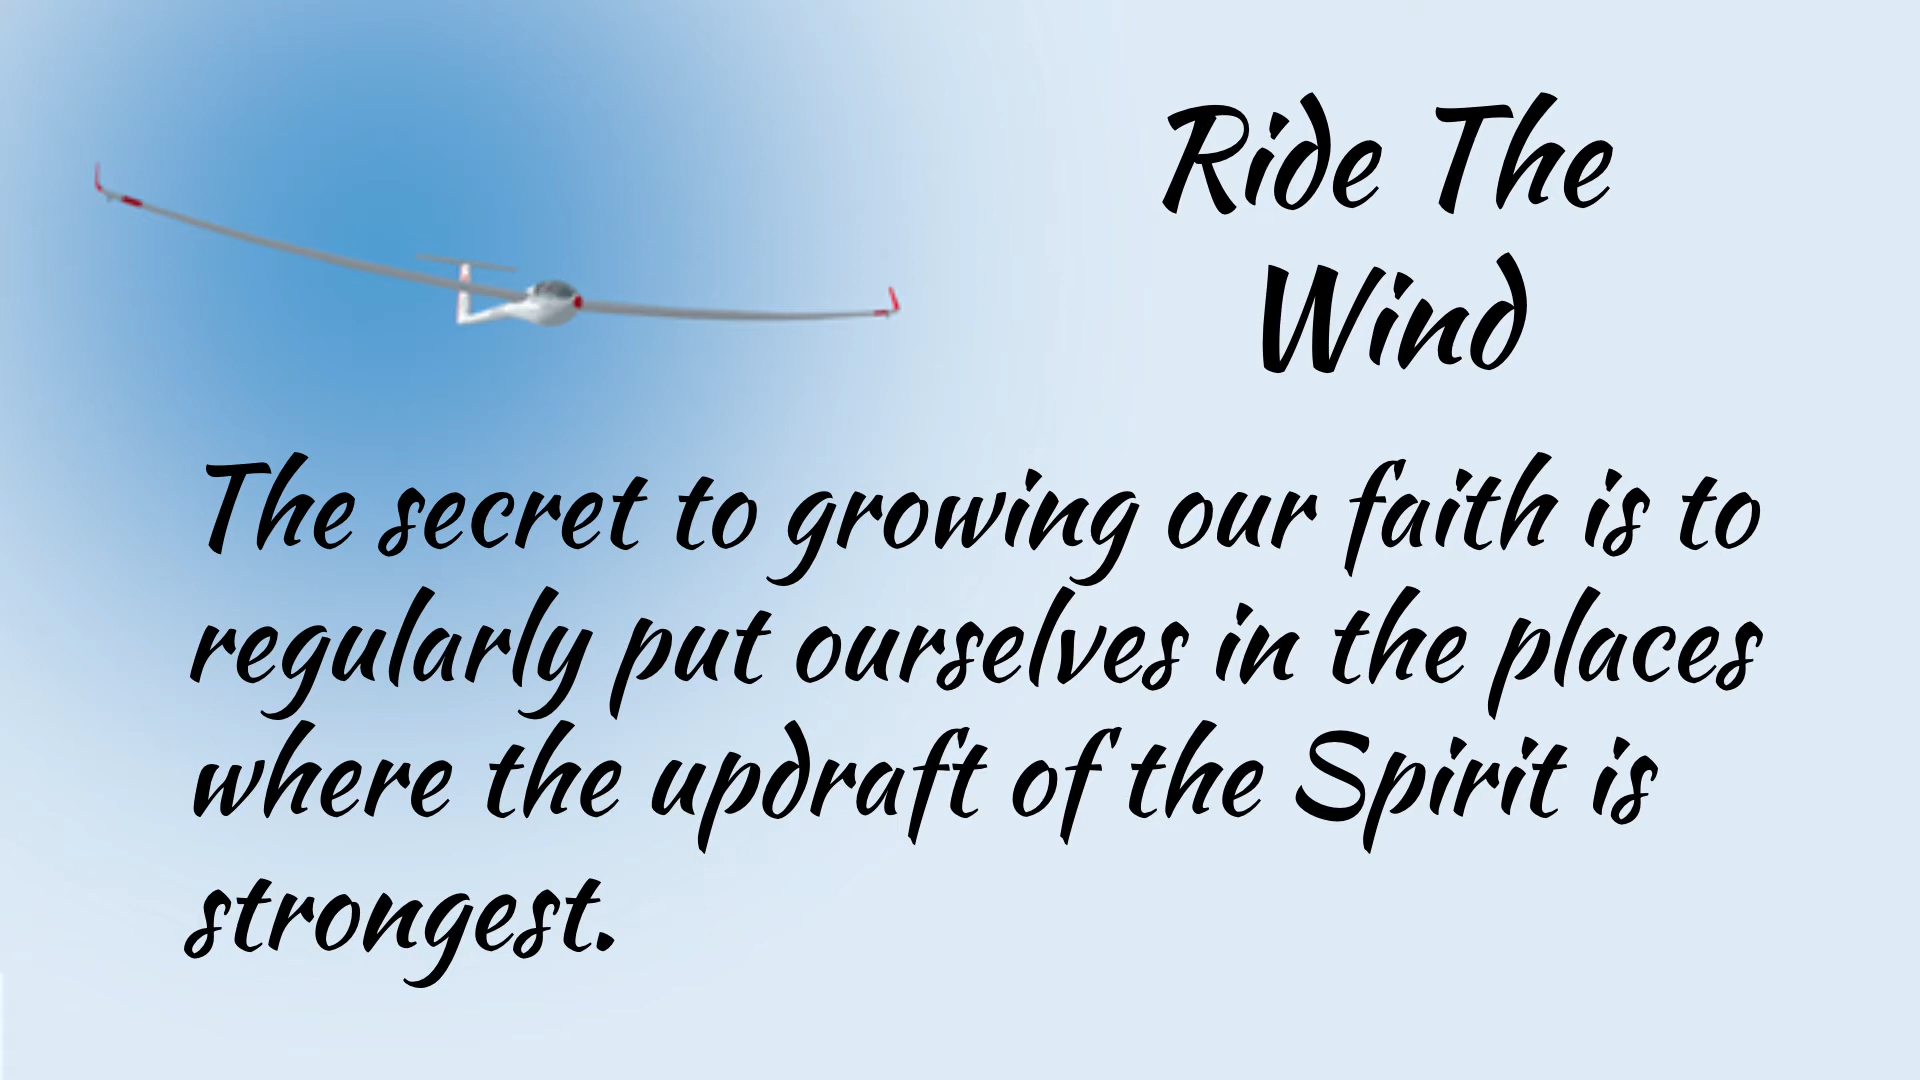 Ride The
Wind
The secret to growing our faith is to
regularly put ourselves in the places
where the updraft of the Spirit is
strongest.